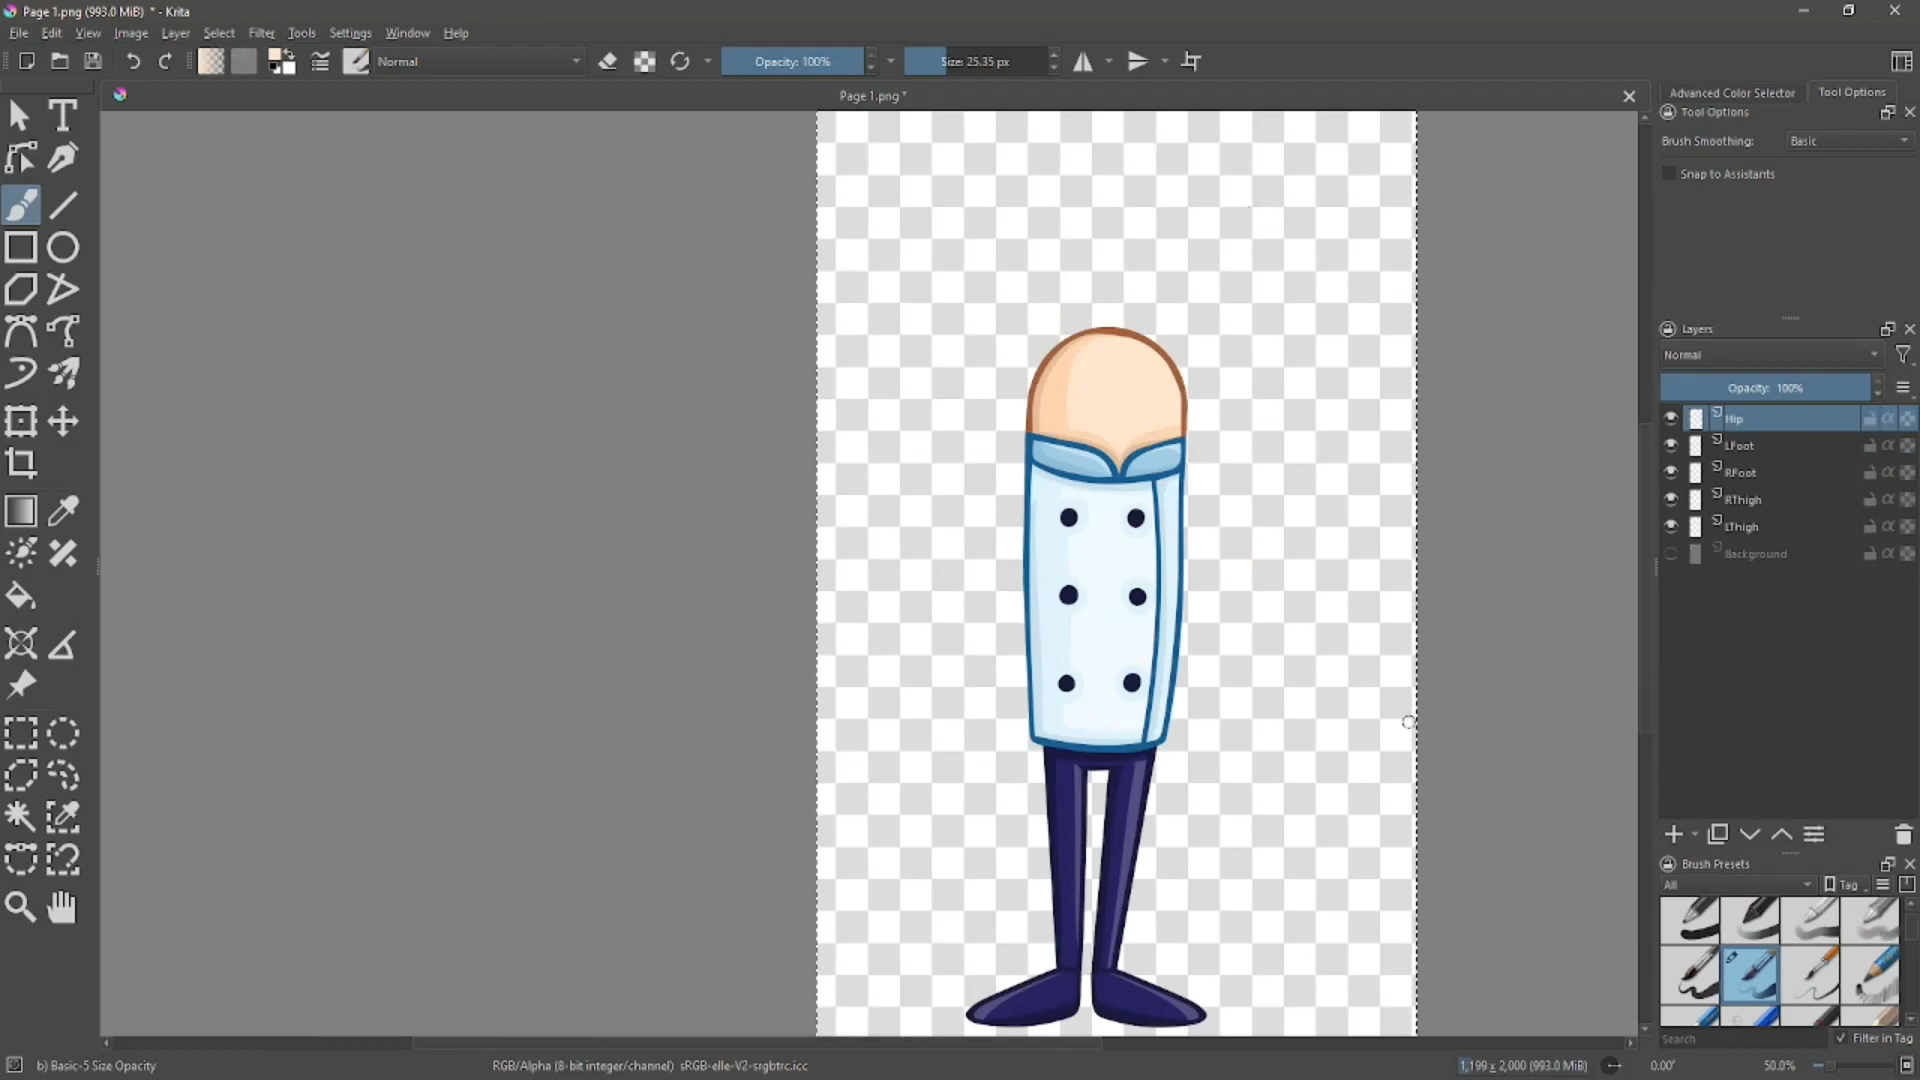 Page 1.png (993.0 MiB) * - Krita
File Edit View Image Layer Select Filter Tools Settings Window Help
Normal Opacity: 100% Size: 25.35 px
Page 1.png *
Advanced Color Selector Tool Options
Tool Options
Brush Smoothing: Basic
Snap to Assistants
Layers
Normal
Opacity: 100%
Hip
LFoot
RFoot
RThigh
LThigh
Background
Brush Presets
All Tag
Search Filter in Tag
b) Basic-5 Size Opacity RGB/Alpha (8-bit integer/channel) sRGB-elle-V2-srgbtrc.icc 1,199 x 2,000 (993.0 MiB) 0.00° 50.0%